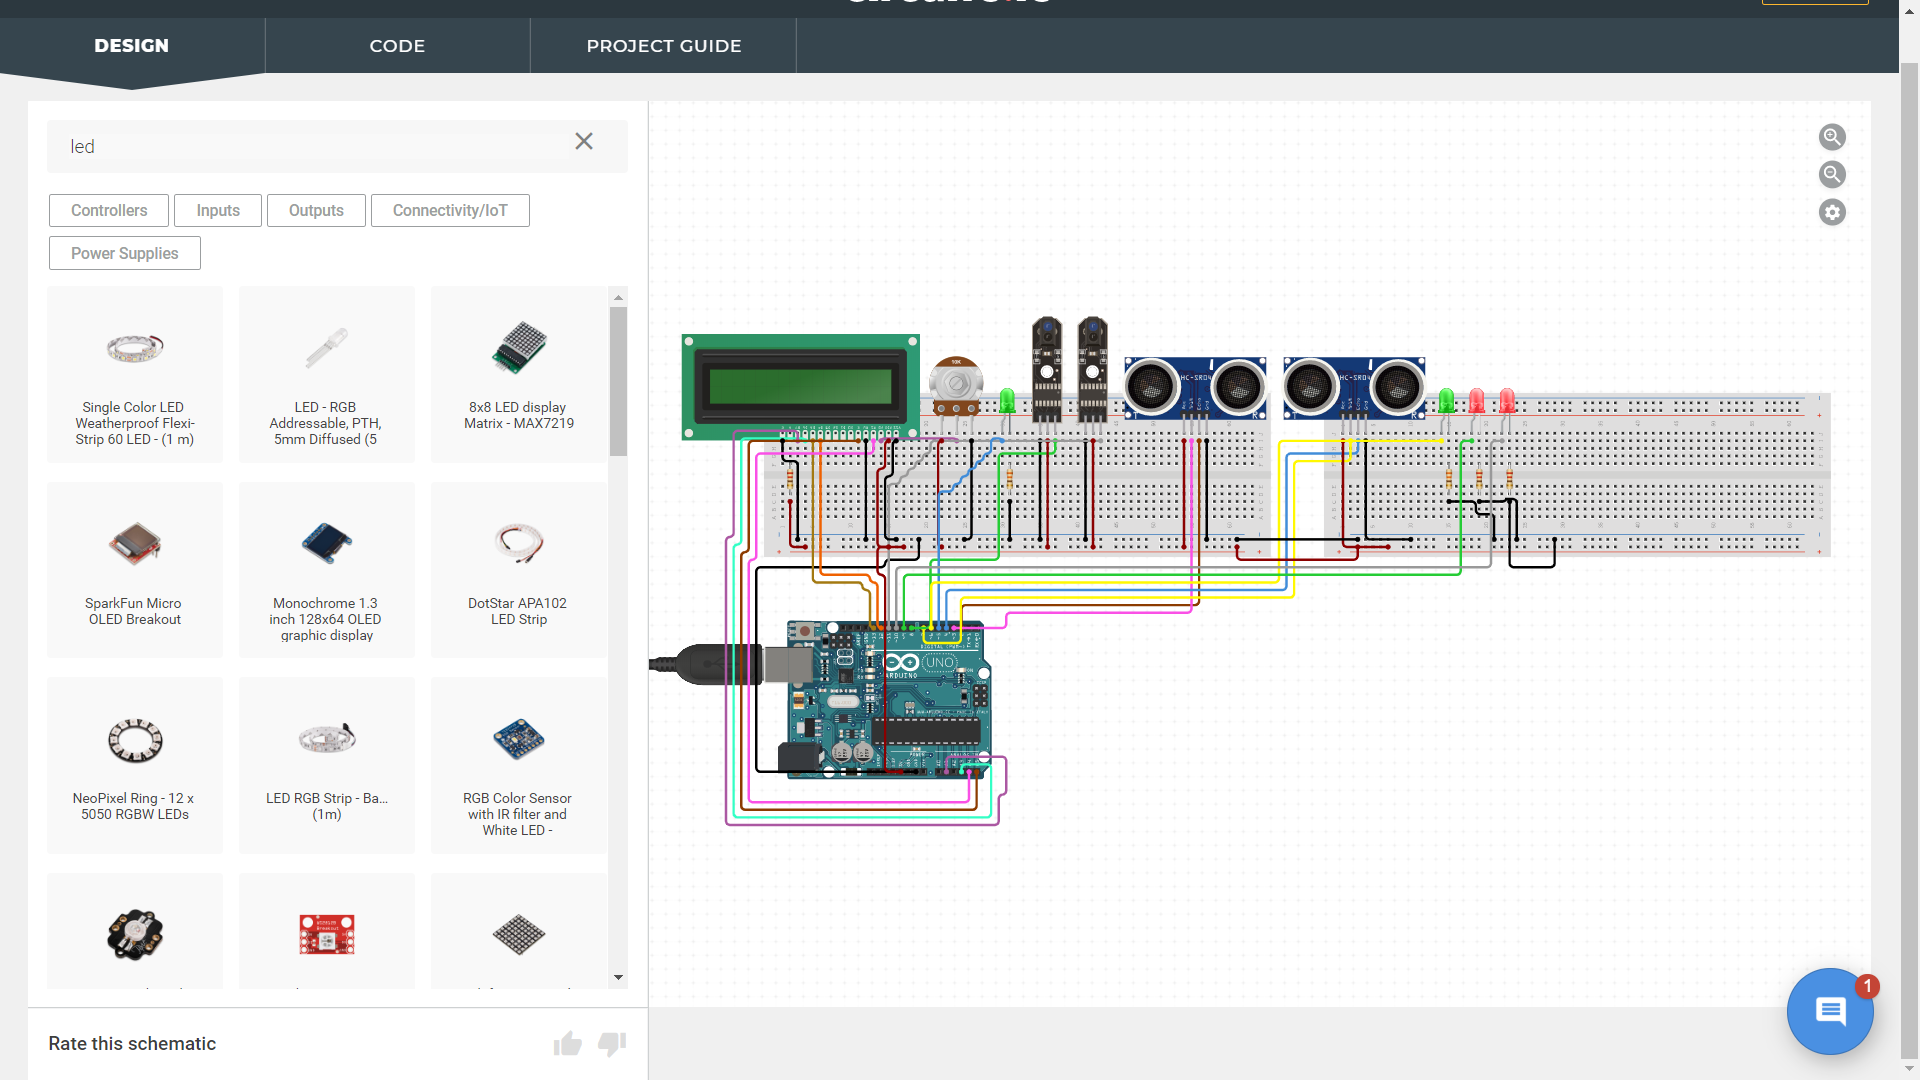 DESIGN
CODE
PROJECT GUIDE
led
Controllers
Inputs
Outputs
Connectivity/IoT
Power Supplies
Single Color LED
Weatherproof Flexi-
Strip 60 LED - (1 m)
LED - RGB
Addressable, PTH,
5mm Diffused (5
8x8 LED display
Matrix - MAX7219
SparkFun Micro
OLED Breakout
Monochrome 1.3
inch 128x64 OLED
graphic display
DotStar APA102
LED Strip
NeoPixel Ring - 12 x
5050 RGBW LEDs
LED RGB Strip - Ba...
(1m)
RGB Color Sensor
with IR filter and
White LED -
Rate this schematic
10K
HC-SR04
T
R
HC-SR04
T
R
UNO
ARDUINO
1